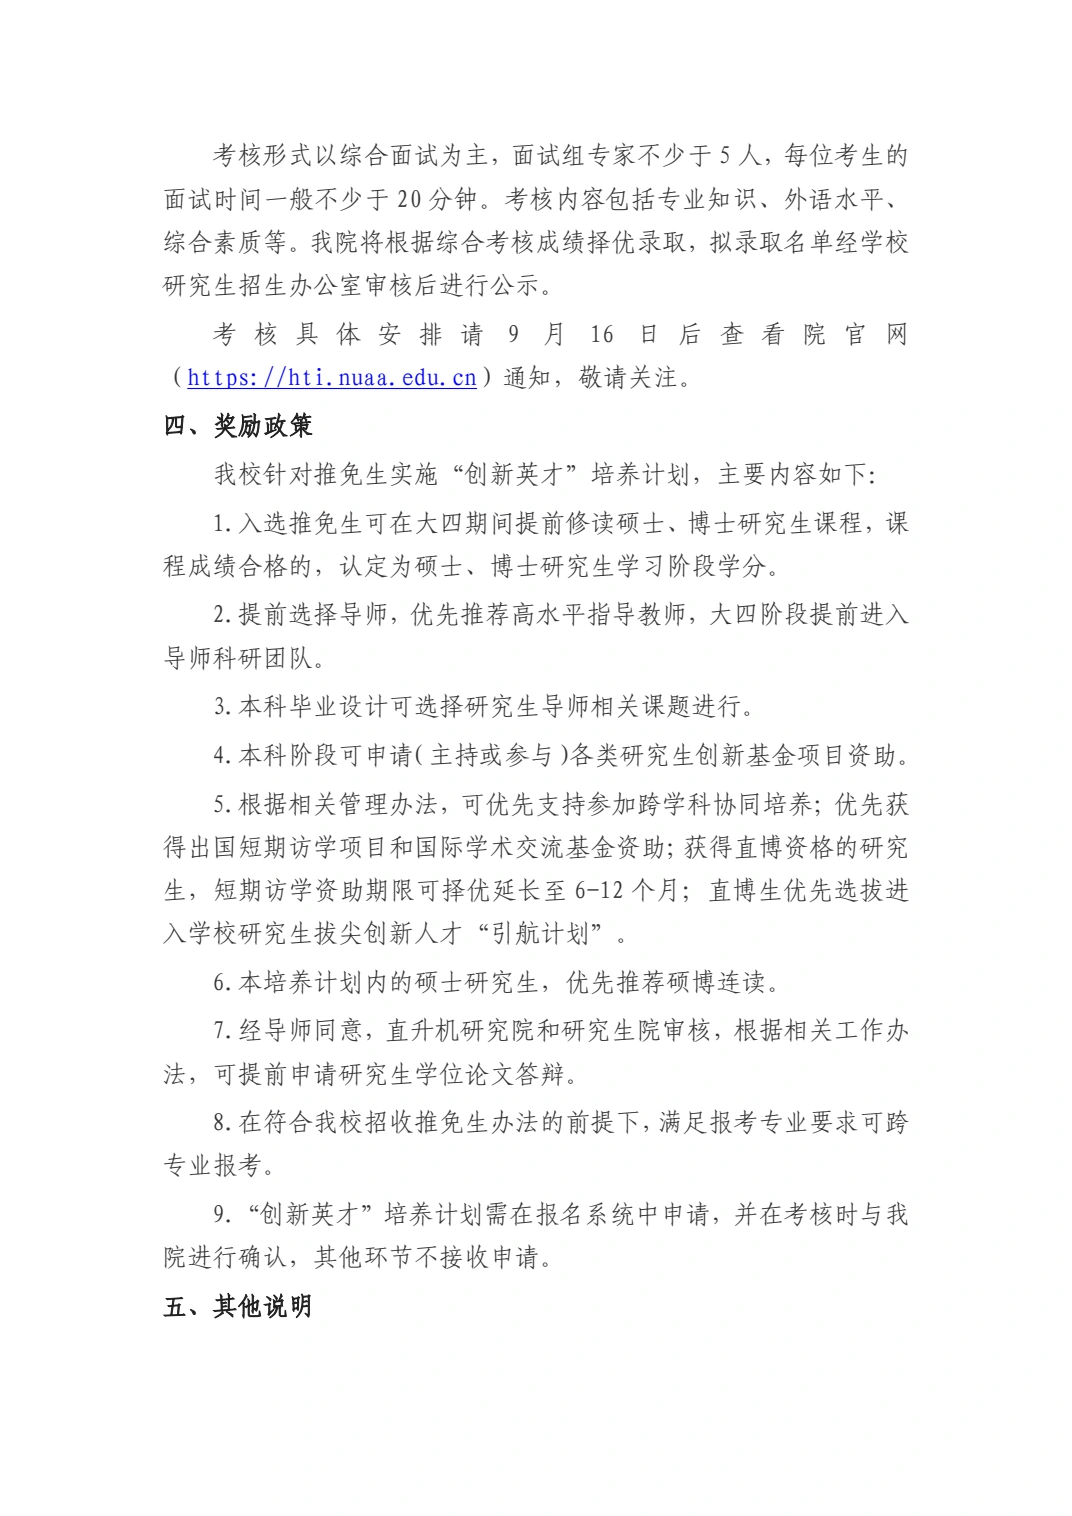 考核形式以综合面试为主，面试组专家不少于 5 人，每位考生的
面试时间一般不少于 20 分钟。考核内容包括专业知识、外语水平、
综合素质等。我院将根据综合考核成绩择优录取，拟录取名单经学校
研究生招生办公室审核后进行公示。
考核具体安排请 9 月 16 日后查看院官网
（https://hti.nuaa.edu.cn）通知，敬请关注。
四、奖励政策
我校针对推免生实施“创新英才”培养计划，主要内容如下：
1.入选推免生可在大四期间提前修读硕士、博士研究生课程，课
程成绩合格的，认定为硕士、博士研究生学习阶段学分。
2.提前选择导师，优先推荐高水平指导教师，大四阶段提前进入
导师科研团队。
3.本科毕业设计可选择研究生导师相关课题进行。
4.本科阶段可申请(主持或参与)各类研究生创新基金项目资助。
5.根据相关管理办法，可优先支持参加跨学科协同培养；优先获
得出国短期访学项目和国际学术交流基金资助；获得直博资格的研究
生，短期访学资助期限可择优延长至 6-12 个月；直博生优先选拔进
入学校研究生拔尖创新人才“引航计划”。
6.本培养计划内的硕士研究生，优先推荐硕博连读。
7.经导师同意，直升机研究院和研究生院审核，根据相关工作办
法，可提前申请研究生学位论文答辩。
8.在符合我校招收推免生办法的前提下，满足报考专业要求可跨
专业报考。
9.“创新英才”培养计划需在报名系统中申请，并在考核时与我
院进行确认，其他环节不接收申请。
五、其他说明